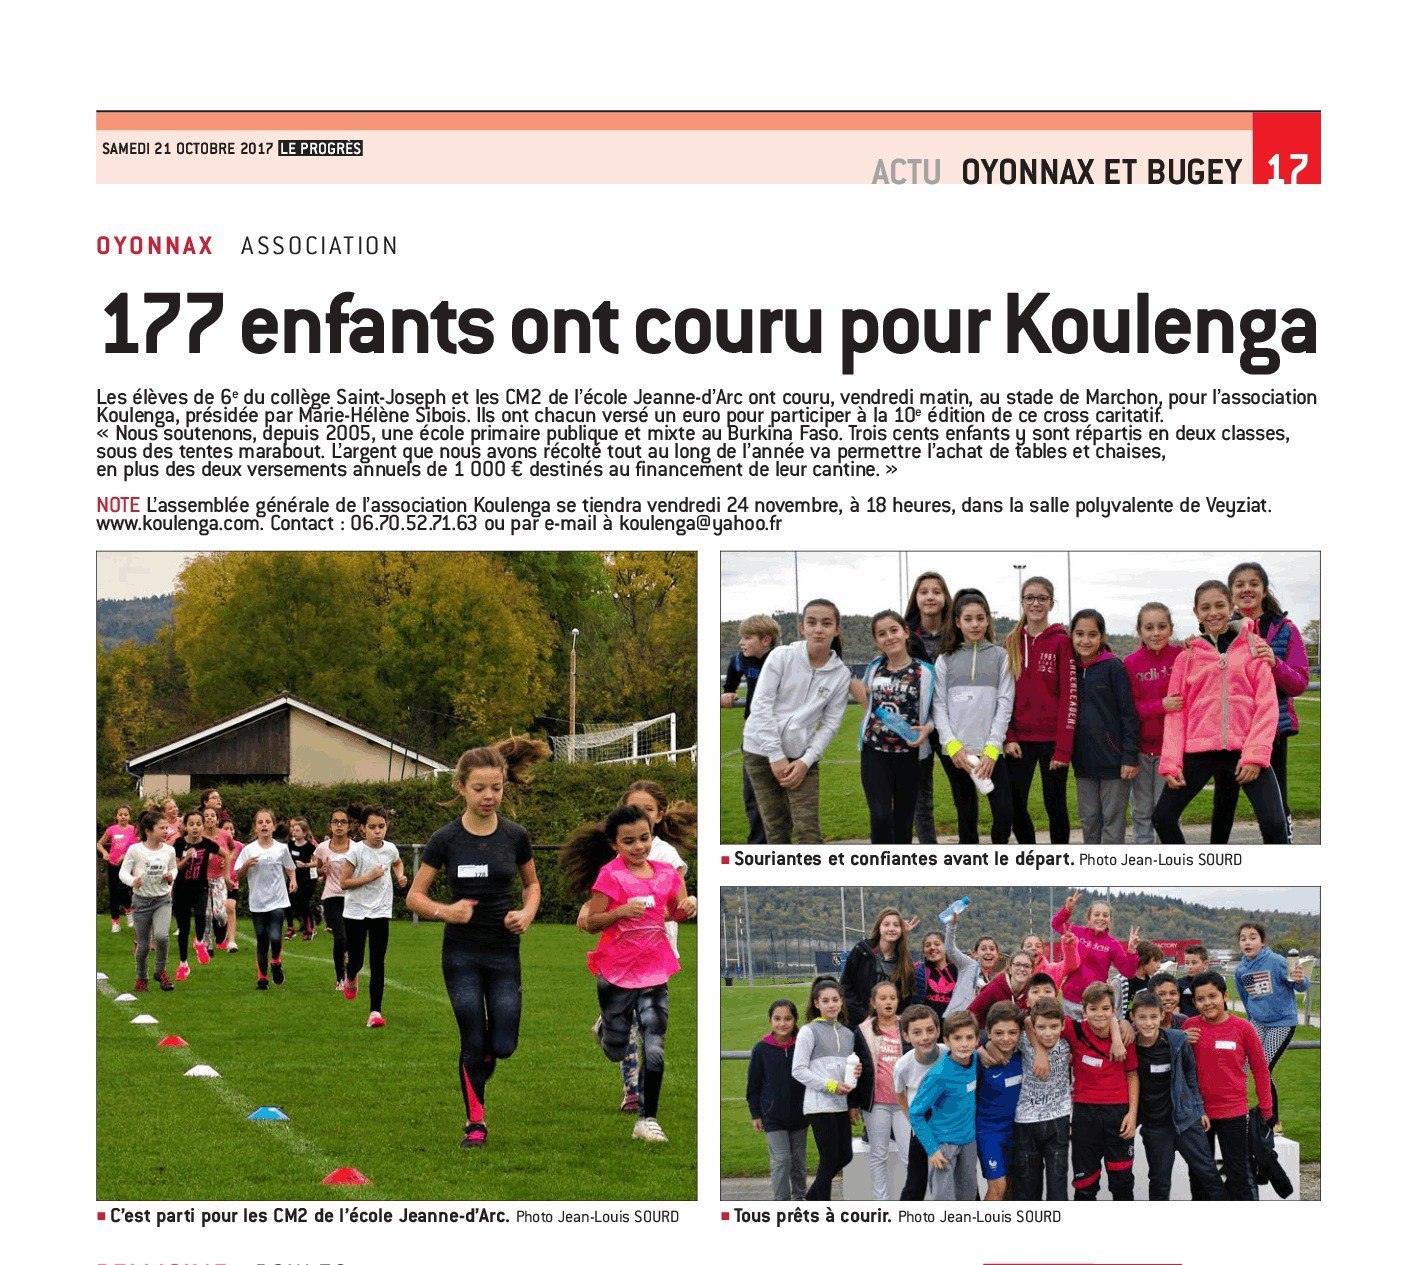 SAMEDI 21 OCTOBRE 2017 LE PROGRÈS
ACTU OYONNAX ET BUGEY 17
OYONNAX ASSOCIATION
177 enfants ont couru pour Koulenga
Les élèves de 6e du collège Saint-Joseph et les CM2 de l'école Jeanne-d'Arc ont couru, vendredi matin, au stade de Marchon, pour l'association
Koulenga, présidée par Marie-Hélène Sibois. Ils ont chacun versé un euro pour participer à la 10e édition de ce cross caritatif.
« Nous soutenons, depuis 2005, une école primaire publique et mixte au Burkina Faso. Trois cents enfants y sont répartis en deux classes,
sous des tentes marabout. L'argent que nous avons récolté tout au long de l'année va permettre l'achat de tables et chaises,
en plus des deux versements annuels de 1 000 € destinés au financement de leur cantine. »
NOTE L'assemblée générale de l'association Koulenga se tiendra vendredi 24 novembre, à 18 heures, dans la salle polyvalente de Veyziat.
www.koulenga.com. Contact : 06.70.52.71.63 ou par e-mail à koulenga@yahoo.fr
Souriantes et confiantes avant le départ. Photo Jean-Louis SOURD
C'est parti pour les CM2 de l'école Jeanne-d'Arc. Photo Jean-Louis SOURD
Tous prêts à courir. Photo Jean-Louis SOURD